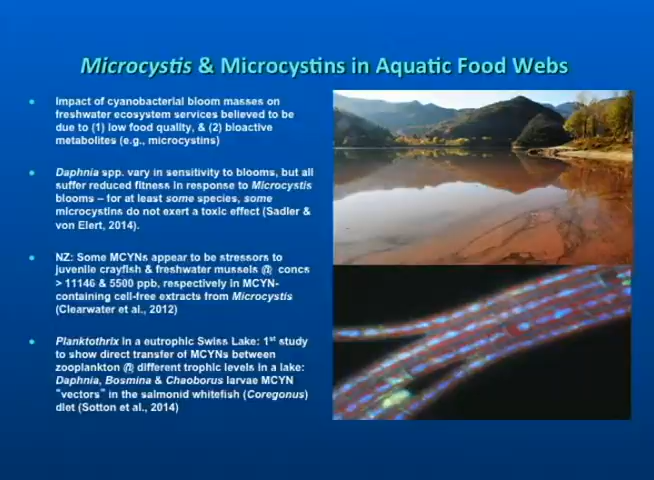 Microcystis & Microcystins in Aquatic Food Webs
Impact of cyanobacterial bloom masses on
freshwater ecosystem services believed to be
due to (1) low food quality, & (2) bioactive
metabolites (e.g., microcystins)
Daphnia spp. vary in sensitivity to blooms, but all
suffer reduced fitness in response to Microcystis
blooms – for at least some species, some
microcystins do not exert a toxic effect (Sadler &
von Elert, 2014).
NZ: Some MCYNs appear to be stressors to
juvenile crayfish & freshwater mussels @ concs
> 11146 & 5500 ppb, respectively in MCYN-
containing cell-free extracts from Microcystis
(Clearwater et al., 2012)
Planktothrix in a eutrophic Swiss Lake: 1st study
to show direct transfer of MCYNs between
zooplankton @ different trophic levels in a lake:
Daphnia, Bosmina & Chaoborus larvae MCYN
"vectors" in the salmonid whitefish (Coregonus)
diet (Sotton et al., 2014)